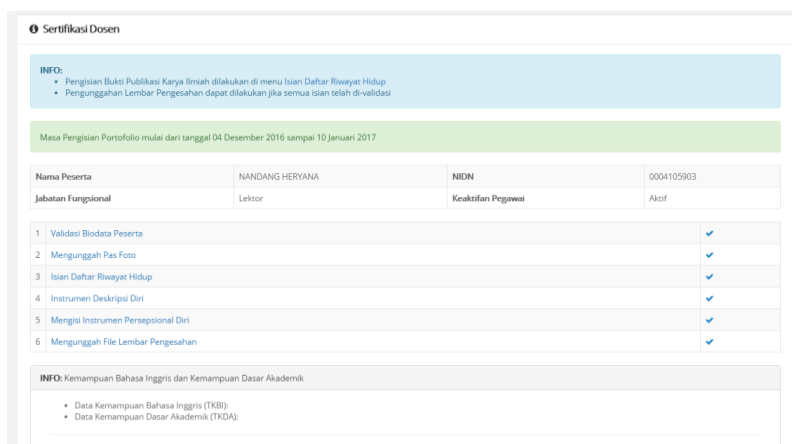 Sertifikasi Dosen
INFO:
Pengisian Bukti Publikasi Karya Ilmiah dilakukan di menu Isian Daftar Riwayat Hidup
Pengunggahan Lembar Pengesahan dapat dilakukan jika semua isian telah di-validasi
Masa Pengisian Portofolio mulai dari tanggal 04 Desember 2016 sampai 10 Januari 2017
Nama Peserta NANDANG HERYANA NIDN 0004105903
Jabatan Fungsional Lektor Keaktifan Pegawai Aktif
1 Validasi Biodata Peserta
2 Mengunggah Pas Foto
3 Isian Daftar Riwayat Hidup
4 Instrumen Deskripsi Diri
5 Mengisi Instrumen Persepsional Diri
6 Mengunggah File Lembar Pengesahan
INFO: Kemampuan Bahasa Inggris dan Kemampuan Dasar Akademik
Data Kemampuan Bahasa Inggris (TKBI):
Data Kemampuan Dasar Akademik (TKDA):